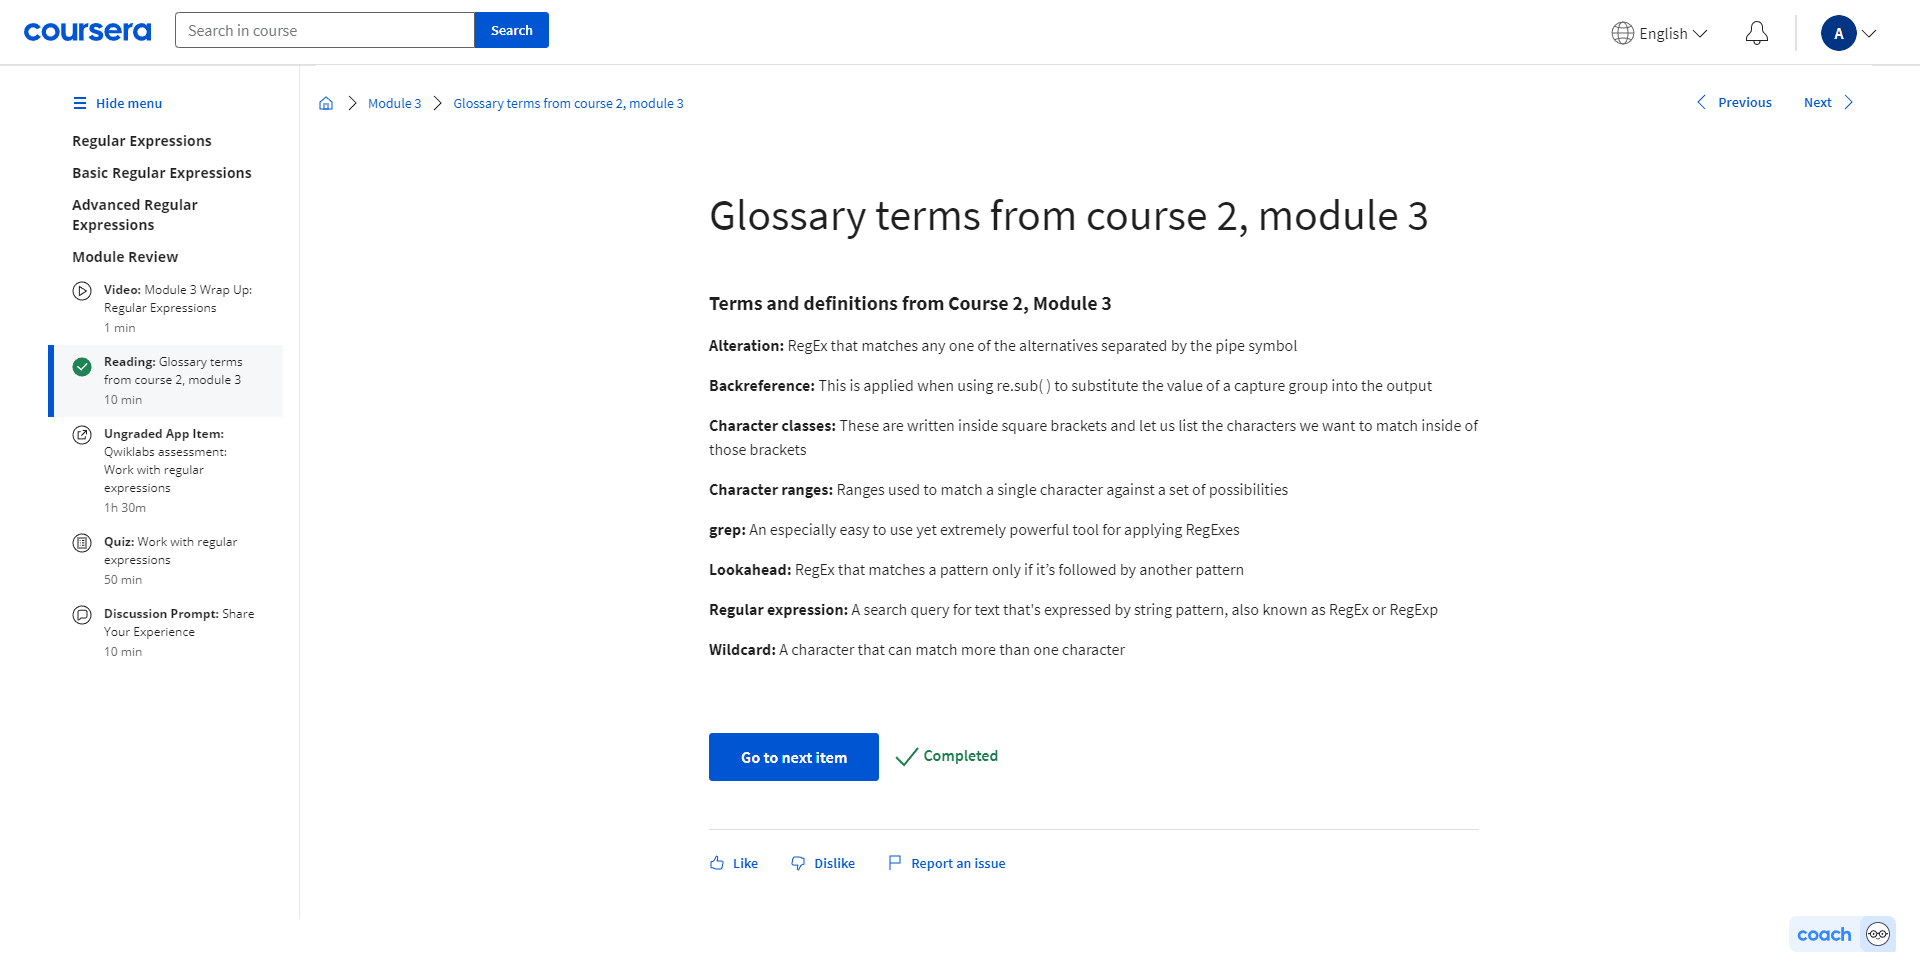 coursera
Search in course
Search
English
A
Hide menu
Regular Expressions
Basic Regular Expressions
Advanced Regular
Expressions
Module Review
Video: Module 3 Wrap Up:
Regular Expressions
1 min
Reading: Glossary terms
from course 2, module 3
10 min
Ungraded App Item:
Qwiklabs assessment:
Work with regular
expressions
1h 30m
Quiz: Work with regular
expressions
50 min
Discussion Prompt: Share
Your Experience
10 min
Module 3
Glossary terms from course 2, module 3
Previous
Next
Glossary terms from course 2, module 3
Terms and definitions from Course 2, Module 3
Alteration: RegEx that matches any one of the alternatives separated by the pipe symbol
Backreference: This is applied when using re.sub( ) to substitute the value of a capture group into the output
Character classes: These are written inside square brackets and let us list the characters we want to match inside of
those brackets
Character ranges: Ranges used to match a single character against a set of possibilities
grep: An especially easy to use yet extremely powerful tool for applying RegExes
Lookahead: RegEx that matches a pattern only if it’s followed by another pattern
Regular expression: A search query for text that's expressed by string pattern, also known as RegEx or RegExp
Wildcard: A character that can match more than one character
Go to next item
Completed
Like
Dislike
Report an issue
coach